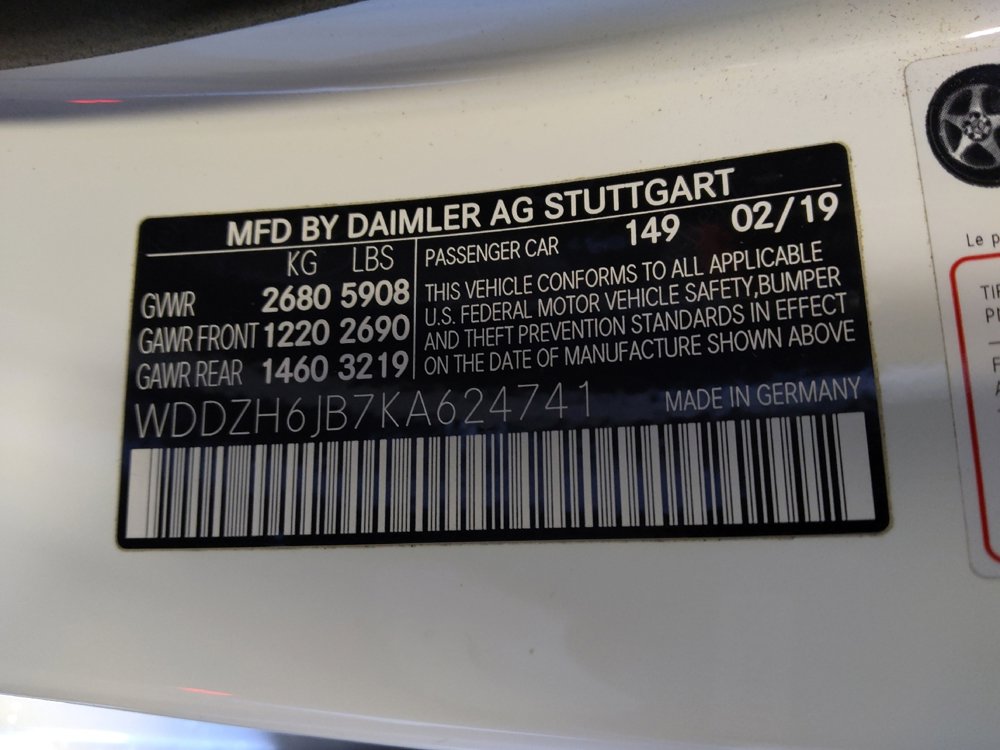 MFD BY DAIMLER AG STUTTGART
KG LBS
GVWR 2680 5908
GAWR FRONT 1220 2690
GAWR REAR 1460 3219
PASSENGER CAR 149 02/19
THIS VEHICLE CONFORMS TO ALL APPLICABLE
U.S. FEDERAL MOTOR VEHICLE SAFETY,BUMPER
AND THEFT PREVENTION STANDARDS IN EFFECT
ON THE DATE OF MANUFACTURE SHOWN ABOVE
WDDZH6JB7KA624741 MADE IN GERMANY
Le